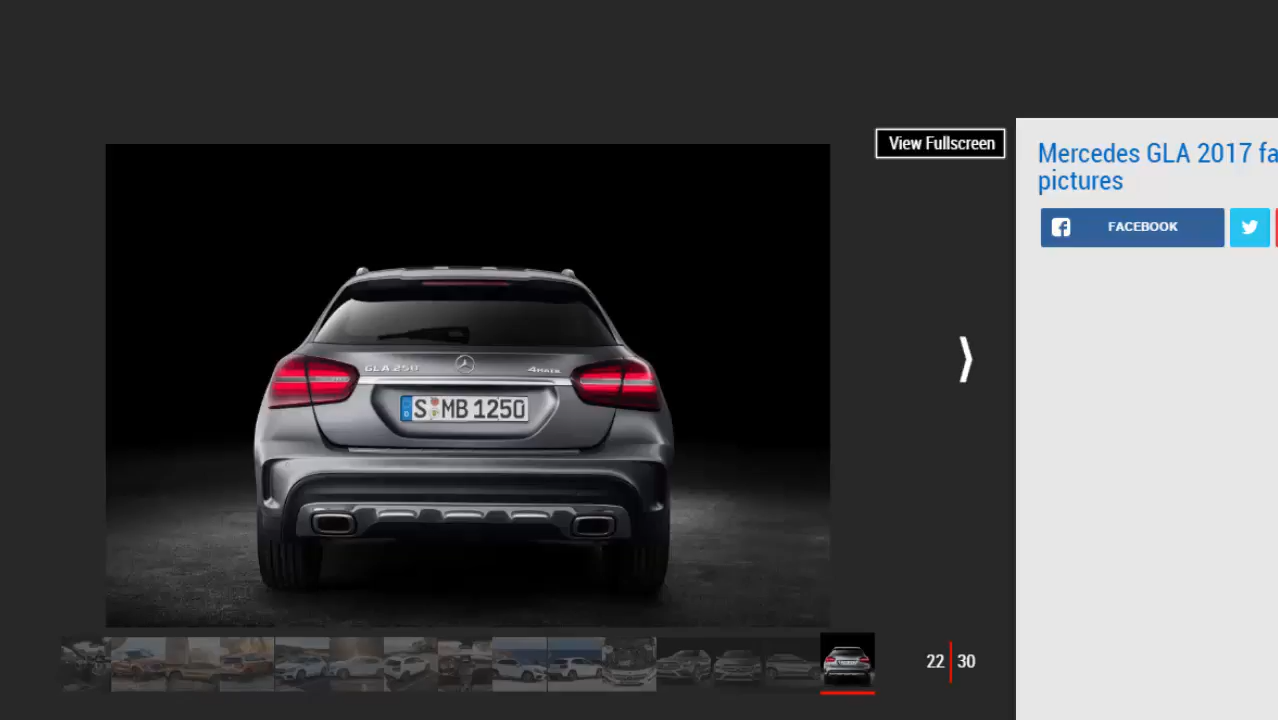 View Fullscreen
Mercedes GLA 2017 fa
pictures
FACEBOOK
GLA 250
4MATIC
S MB 1250
22 30